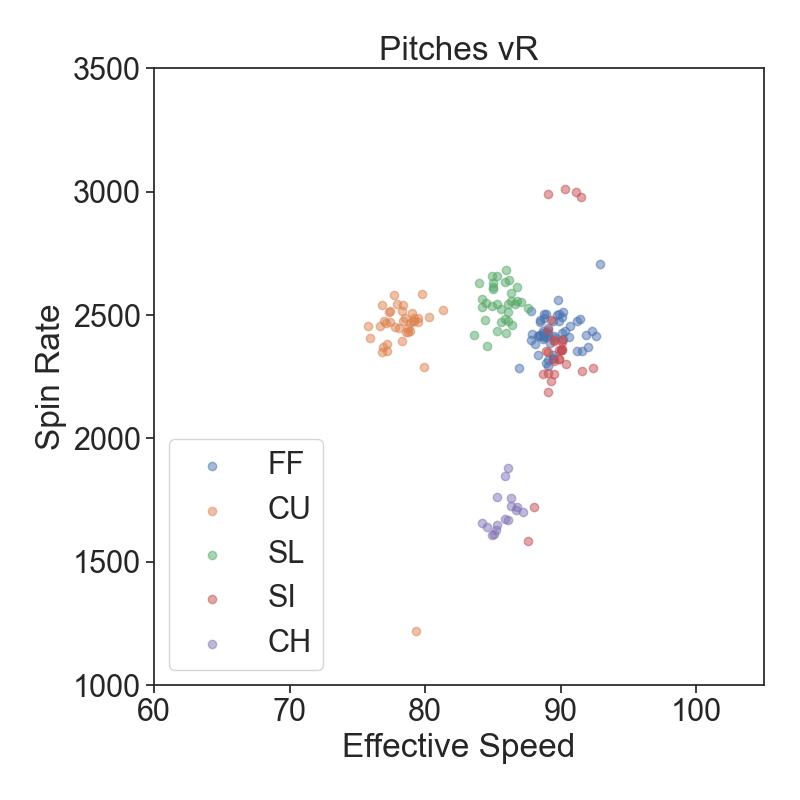 Pitches vR
3500
3000
2500
2000
1500
1000
Spin Rate
FF
CU
SL
SI
CH
60 70 80 90 100
Effective Speed